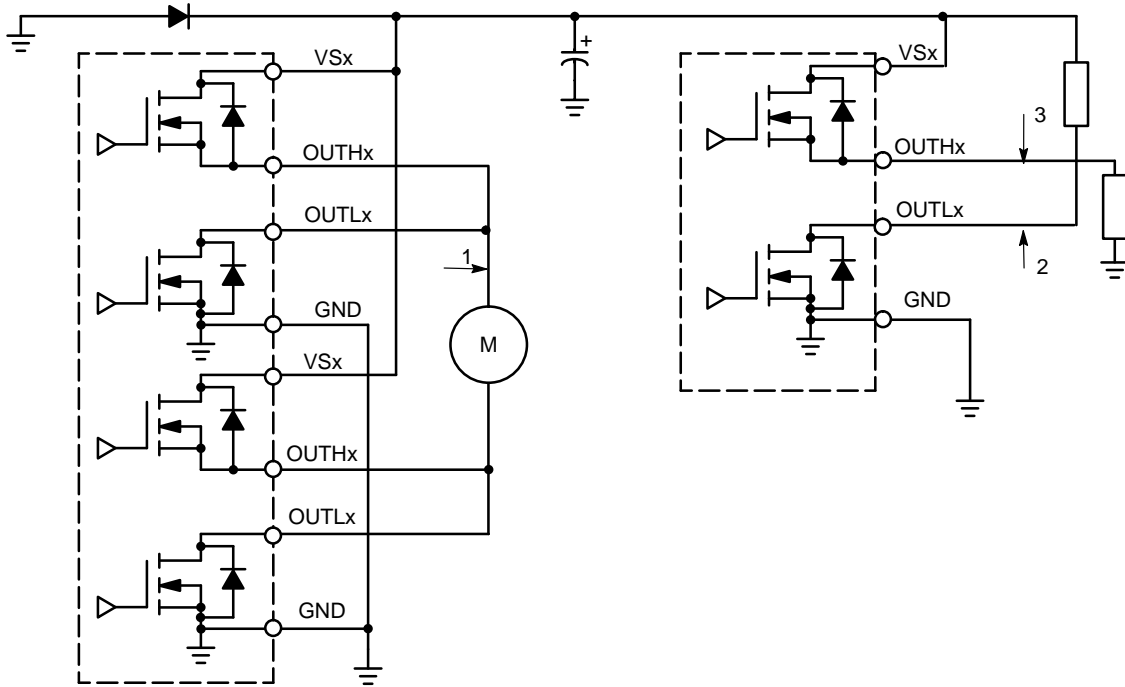 +
VSx
OUTHx
OUTLx
1
GND
M
VSx
OUTHx
OUTLx
GND
VSx
3
OUTHx
OUTLx
2
GND